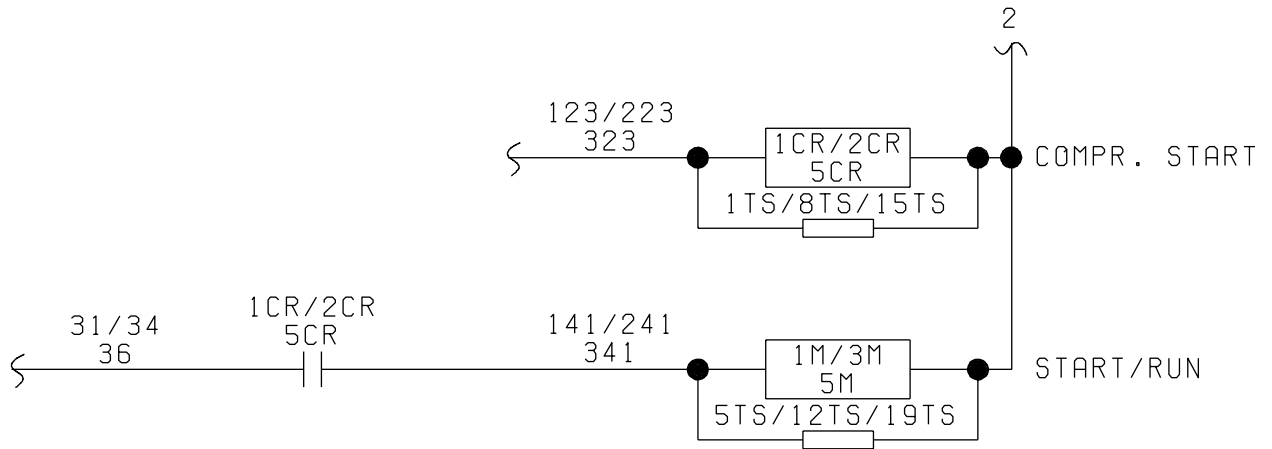 2
123/223
323
1CR/2CR
5CR
COMPR. START
1TS/8TS/15TS
31/34
36
1CR/2CR
5CR
141/241
341
1M/3M
5M
START/RUN
5TS/12TS/19TS